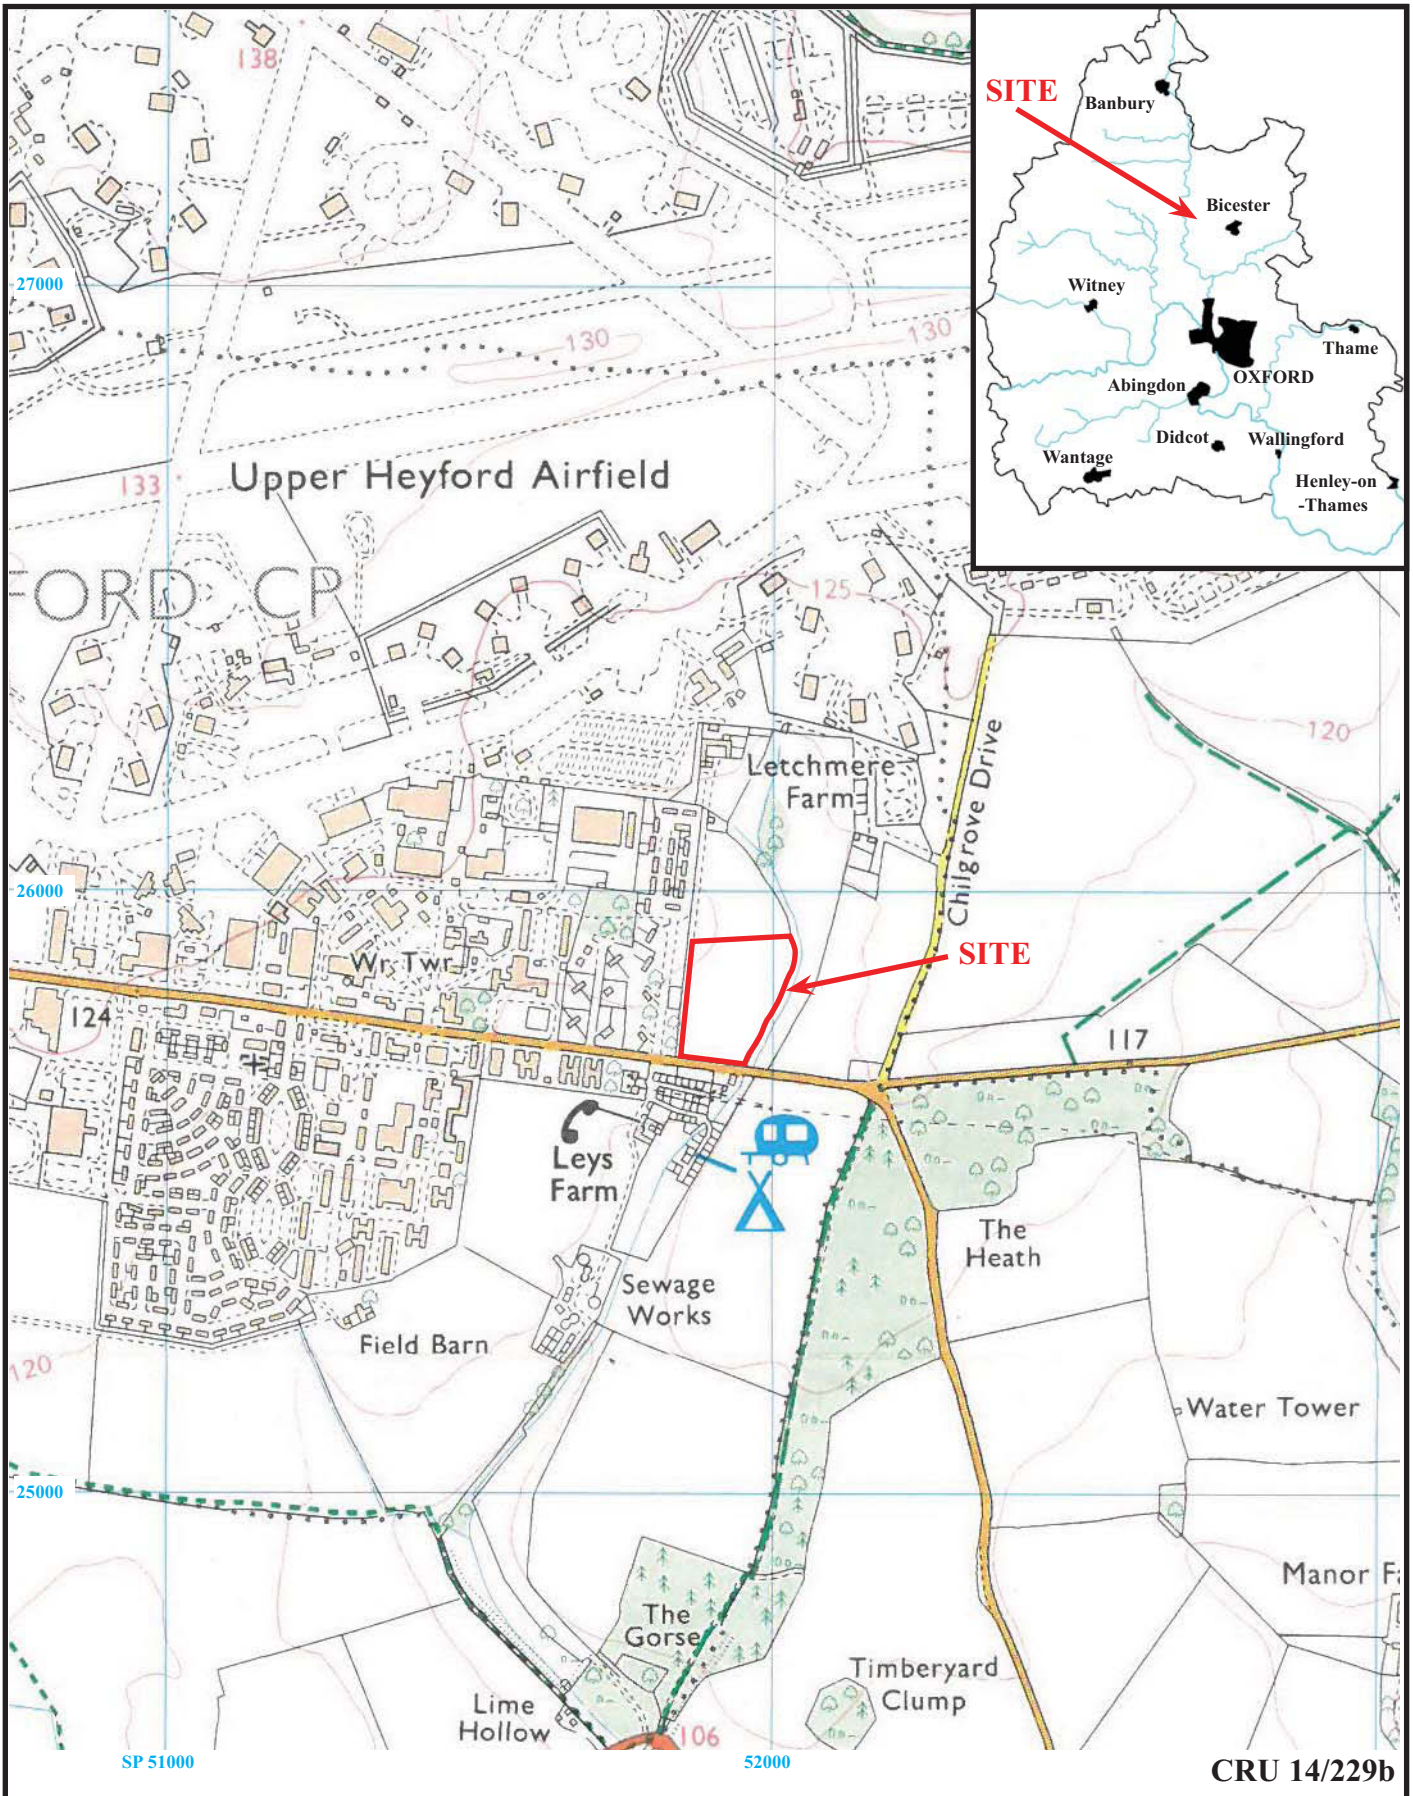 138
SITE
Banbury
Bicester
Witney
Thame
OXFORD
Abingdon
Didcot
Wallingford
Wantage
Henley-on
-Thames
27000
130
130
133
Upper Heyford Airfield
FORD CP
125
120
Letchmere
Farm
Chilgrove Drive
26000
Wr Twr
SITE
124
117
Leys
Farm
The
Heath
Sewage
Works
Field Barn
120
Water Tower
25000
Manor
The
Gorse
Timberyard
Clump
Lime
Hollow
106
SP 51000
52000
CRU 14/229b